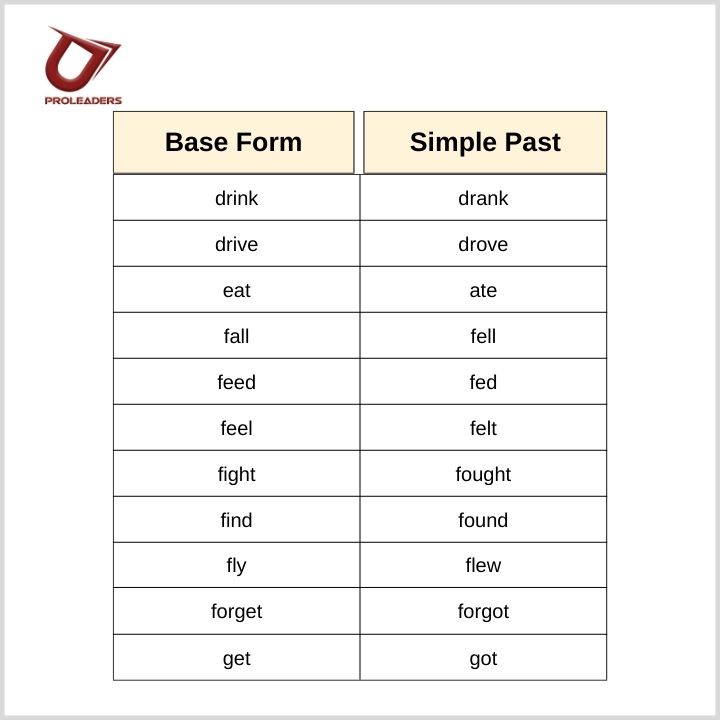 PROLEADERS
Base Form Simple Past
drink drank
drive drove
eat ate
fall fell
feed fed
feel felt
fight fought
find found
fly flew
forget forgot
get got